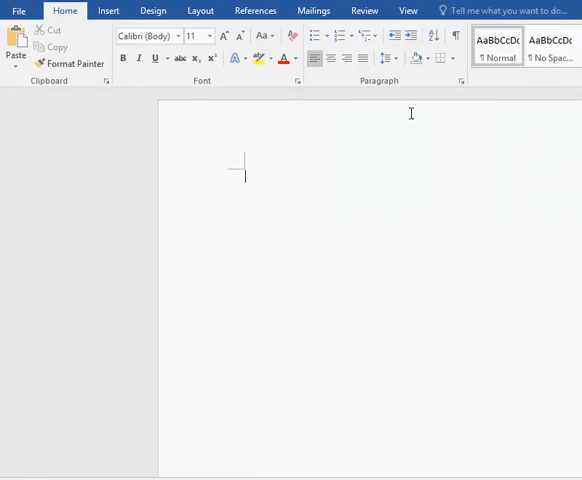 File Home Insert Design Layout References Mailings Review View Tell me what you want to do...
Cut
Copy
Paste
Format Painter
Calibri (Body) 11
Aa
B I U abc x₂ x² A A
AaBbCcDc AaBbCcDc
¶ Normal ¶ No Spac...
Clipboard Font Paragraph